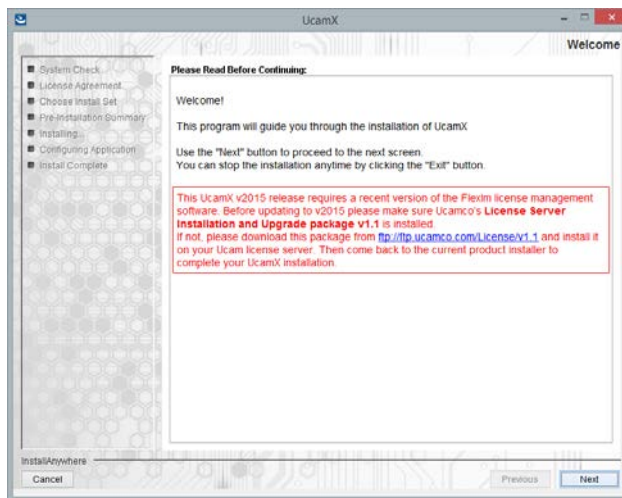 UcamX
Welcome
System Check
License Agreement
Choose Install Set
Pre-Installation Summary
Installing...
Configuring Application
Install Complete
Please Read Before Continuing:
Welcome!
This program will guide you through the installation of UcamX
Use the "Next" button to proceed to the next screen.
You can stop the installation anytime by clicking the "Exit" button.
This UcamX v2015 release requires a recent version of the Flexlm license management
software. Before updating to v2015 please make sure Ucamco's License Server
Installation and Upgrade package v1.1 is installed.
If not, please download this package from ftp://ftp.ucamco.com/License/v1.1 and install it
on your Ucam license server. Then come back to the current product installer to
complete your UcamX installation.
InstallAnywhere
Cancel
Previous
Next